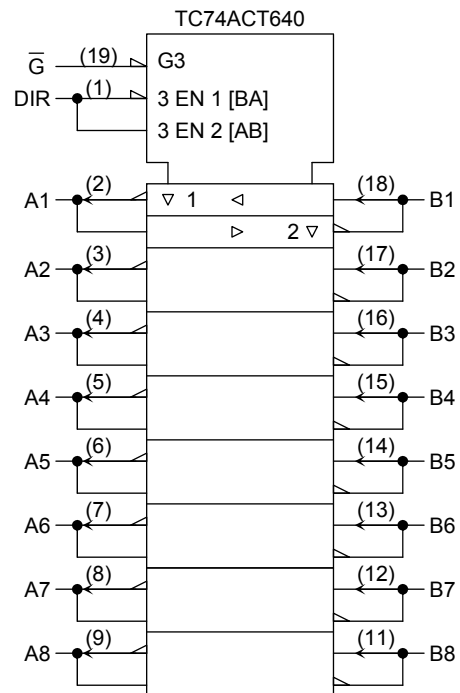 TC74ACT640
G (19) G3
DIR (1) 3 EN 1 [BA]
3 EN 2 [AB]
A1 (2) ▽ 1 ◁ (18) B1
▷ 2 ▽
A2 (3) (17) B2
A3 (4) (16) B3
A4 (5) (15) B4
A5 (6) (14) B5
A6 (7) (13) B6
A7 (8) (12) B7
A8 (9) (11) B8